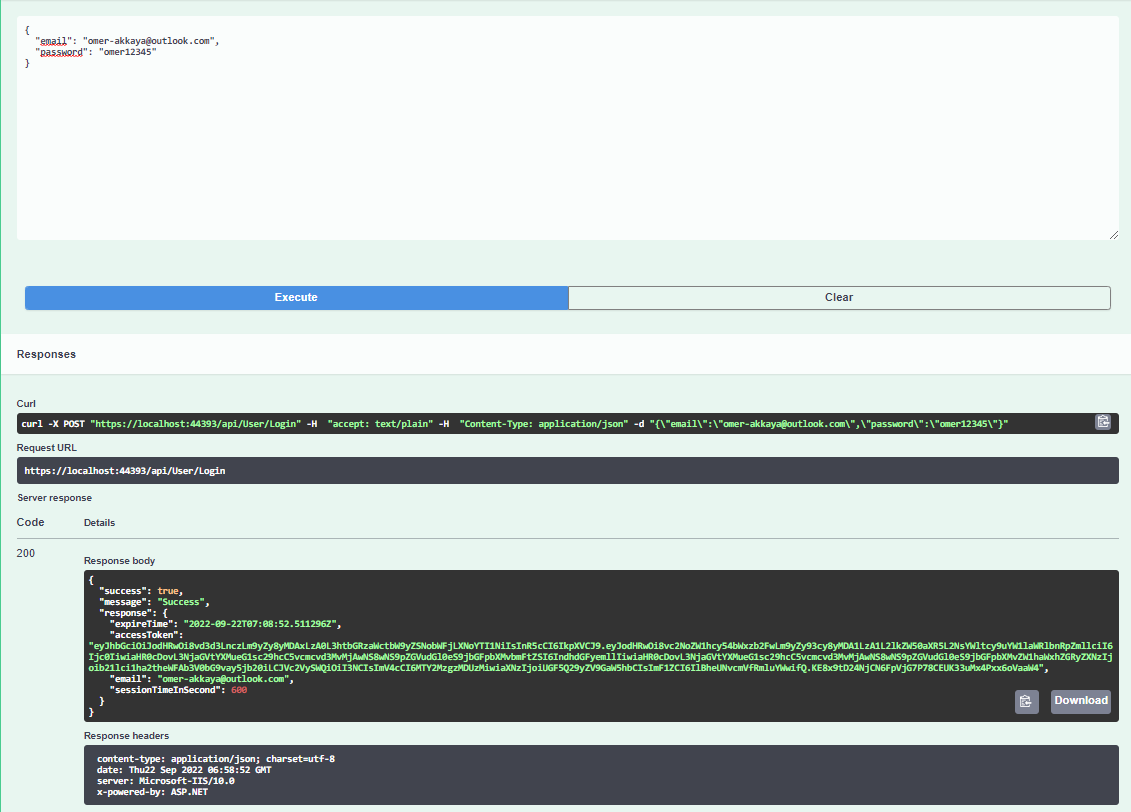 {
"email": "omer-akkaya@outlook.com",
"password": "omer12345"
}
Execute
Clear
Responses
Curl
curl -X POST "https://localhost:44393/api/User/Login" -H  "accept: text/plain" -H  "Content-Type: application/json" -d "{\"email\":\"omer-akkaya@outlook.com\",\"password\":\"omer12345\"}"
Request URL
https://localhost:44393/api/User/Login
Server response
Code
Details
200
Response body
{
"success": true,
"message": "Success",
"response": {
"expireTime": "2022-09-22T07:08:52.511296Z",
"accessToken":
"email": "omer-akkaya@outlook.com",
"sessionTimeInSecond": 600
}
}
Download
Response headers
content-type: application/json; charset=utf-8
date: Thu22 Sep 2022 06:58:52 GMT
server: Microsoft-IIS/10.0
x-powered-by: ASP.NET